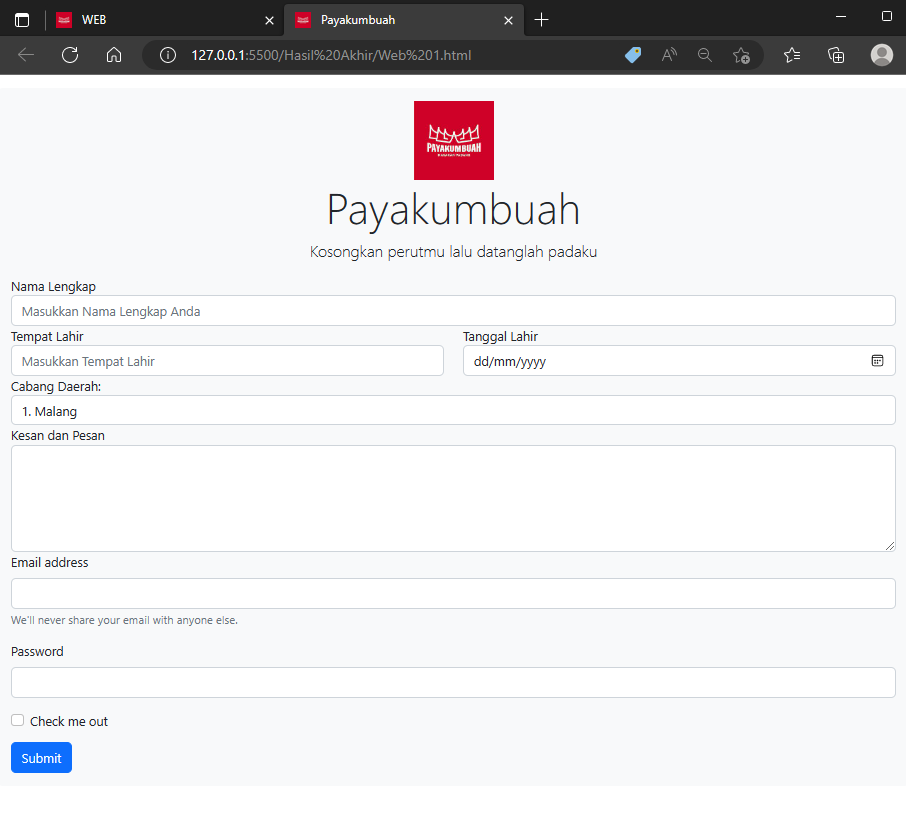 WEB
Payakumbuah
127.0.0.1:5500/Hasil%20Akhir/Web%201.html
PAYAKUMBUAH
Payakumbuah
Kosongkan perutmu lalu datanglah padaku
Nama Lengkap
Masukkan Nama Lengkap Anda
Tempat Lahir
Tanggal Lahir
Masukkan Tempat Lahir
dd/mm/yyyy
Cabang Daerah:
1. Malang
Kesan dan Pesan
Email address
We'll never share your email with anyone else.
Password
Check me out
Submit